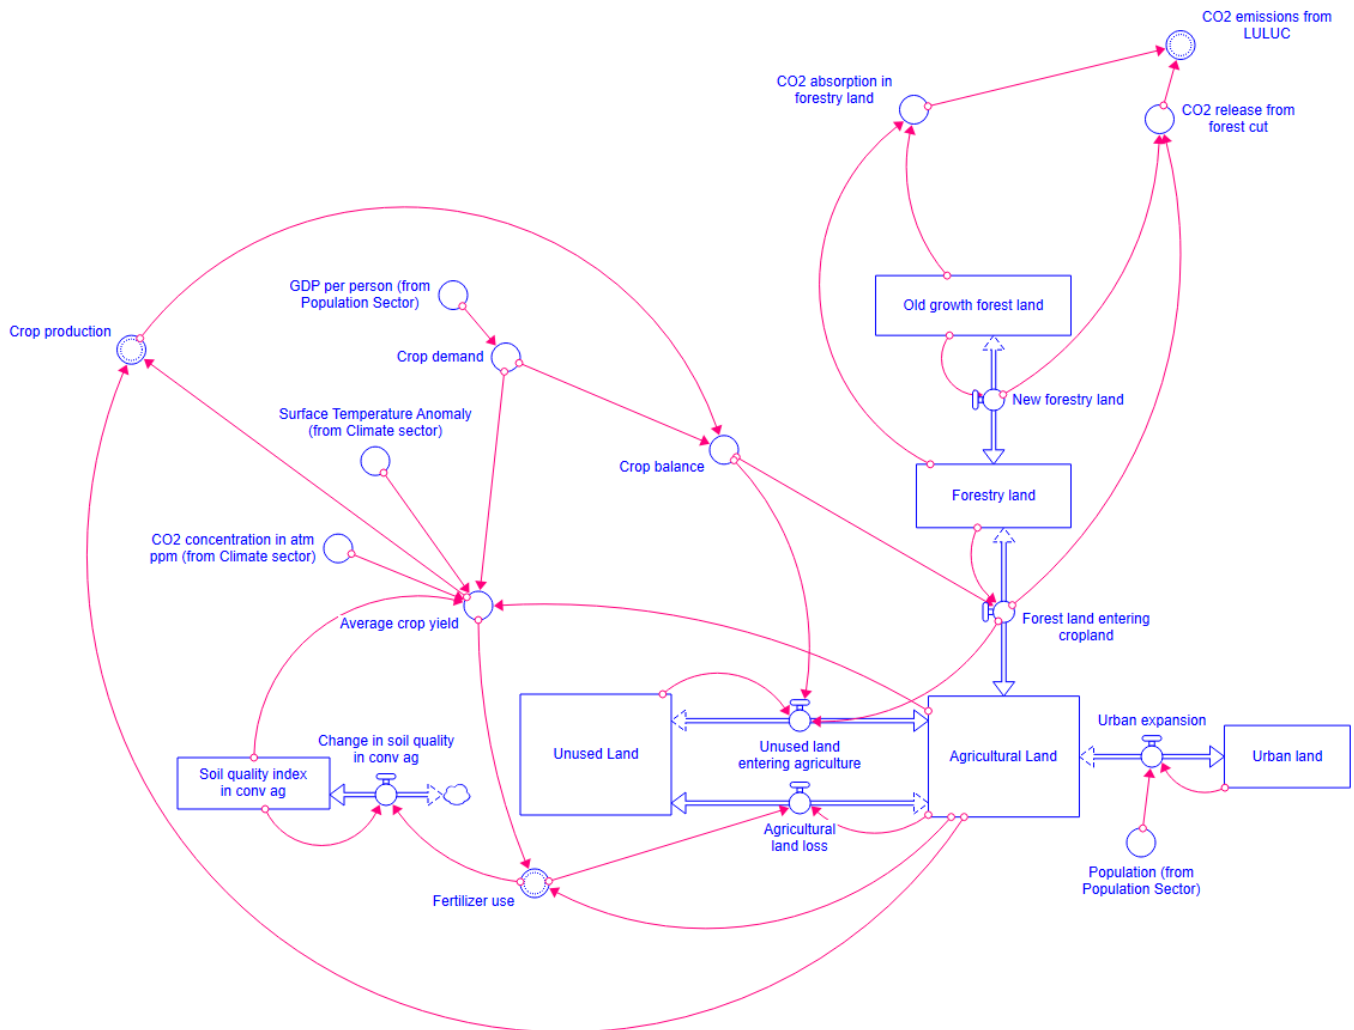 CO2 emissions from
LULUC
CO2 absorption in
forestry land
CO2 release from
forest cut
GDP per person (from
Population Sector)
Old growth forest land
Crop production
Crop demand
New forestry land
Surface Temperature Anomaly
(from Climate sector)
Crop balance
Forestry land
CO2 concentration in atm
ppm (from Climate sector)
Average crop yield
Forest land entering
cropland
Change in soil quality
in conv ag
Soil quality index
in conv ag
Unused Land
Unused land
entering agriculture
Agricultural Land
Urban expansion
Urban land
Agricultural
land loss
Fertilizer use
Population (from
Population Sector)